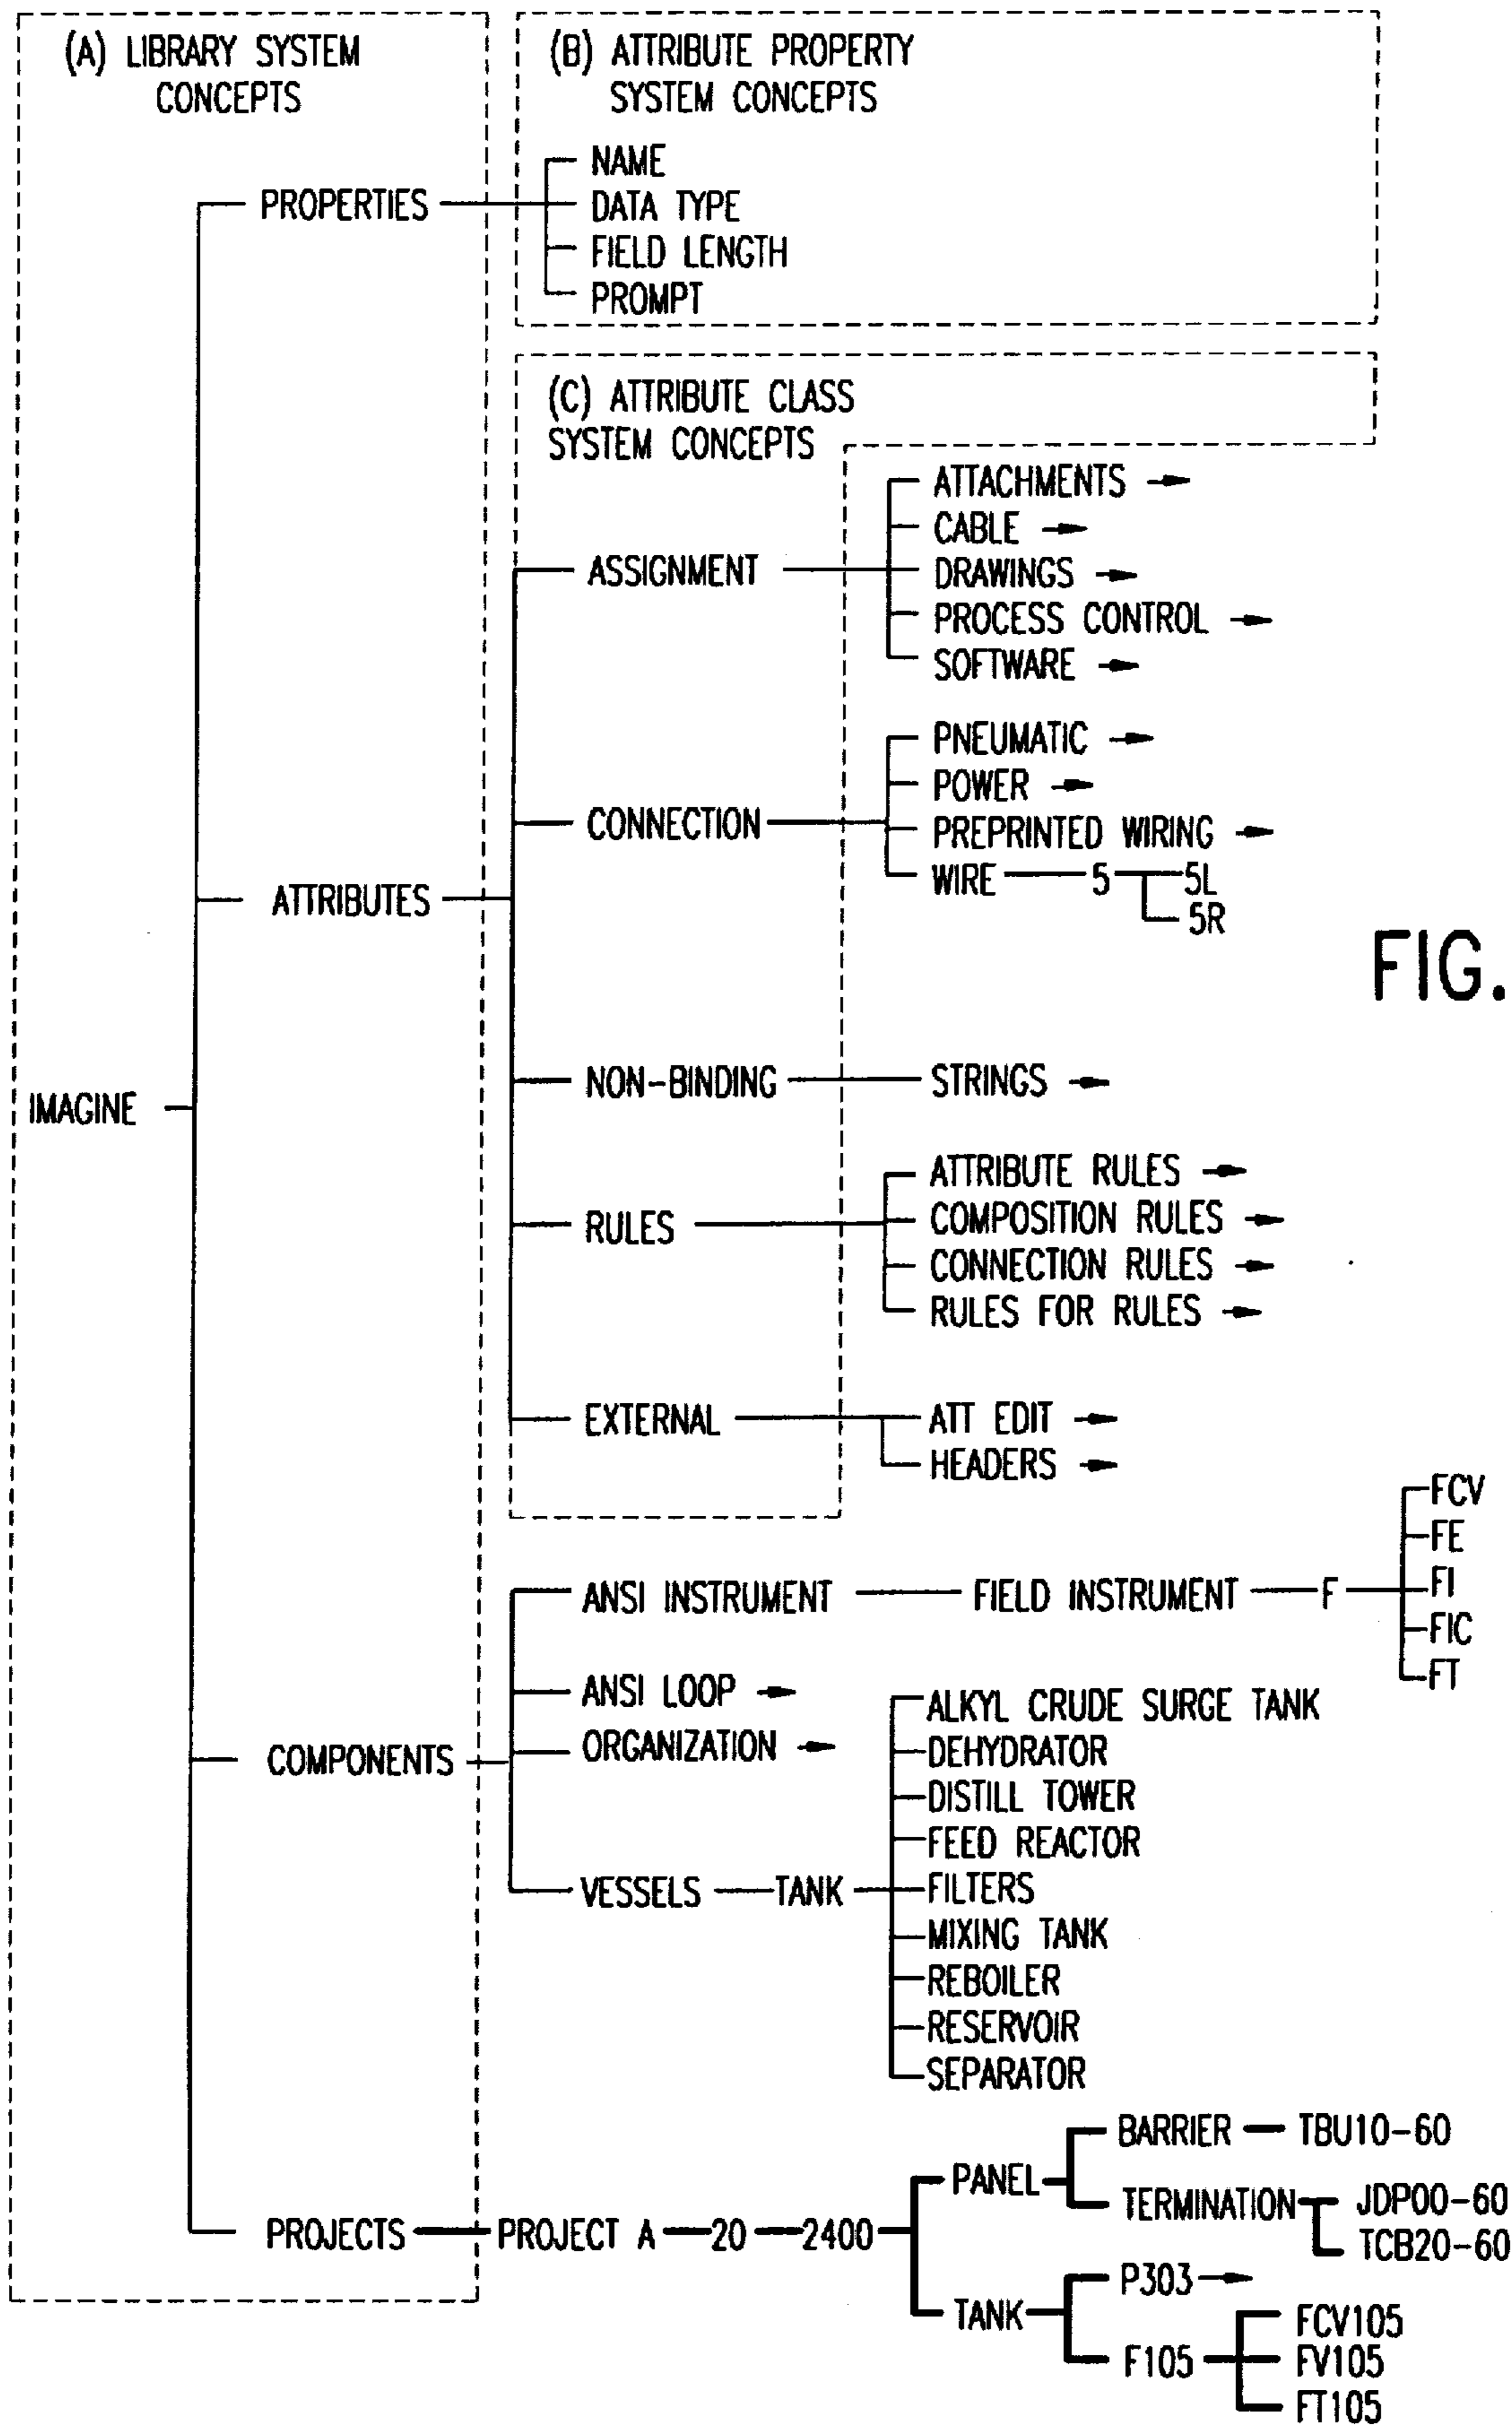 (A) LIBRARY SYSTEM
CONCEPTS
(B) ATTRIBUTE PROPERTY
SYSTEM CONCEPTS
NAME
PROPERTIES
DATA TYPE
FIELD LENGTH
PROMPT
(C) ATTRIBUTE CLASS
SYSTEM CONCEPTS
ATTACHMENTS
CABLE
ASSIGNMENT
DRAWINGS
PROCESS CONTROL
SOFTWARE
PNEUMATIC
POWER
CONNECTION
PREPRINTED WIRING
WIRE 5 5L
5R
ATTRIBUTES
FIG.
NON-BINDING STRINGS
IMAGINE
ATTRIBUTE RULES
COMPOSITION RULES
RULES
CONNECTION RULES
RULES FOR RULES
EXTERNAL ATT EDIT
HEADERS
FCV
FE
ANSI INSTRUMENT FIELD INSTRUMENT F FI
FIC
FT
ANSI LOOP
ORGANIZATION
COMPONENTS
ALKYL CRUDE SURGE TANK
DEHYDRATOR
DISTILL TOWER
FEED REACTOR
VESSELS TANK FILTERS
MIXING TANK
REBOILER
RESERVOIR
SEPARATOR
BARRIER TBU10-60
PANEL
TERMINATION JDP00-60
TCB20-60
PROJECTS PROJECT A 20 2400
P303
TANK
FCV105
F105 FV105
FT105